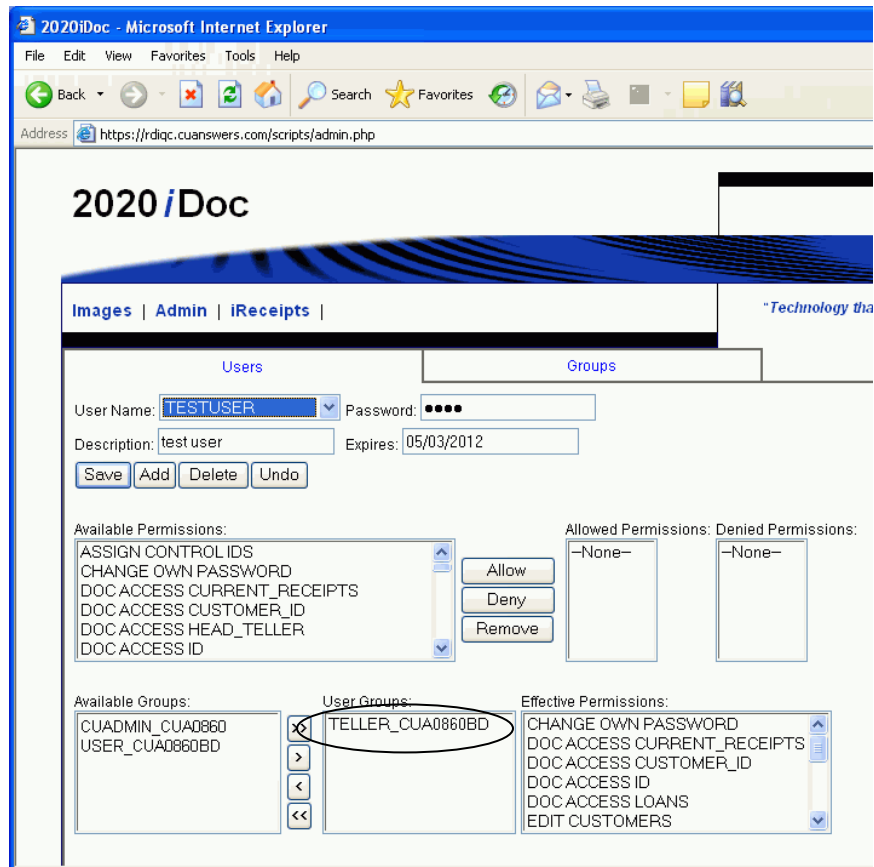 2020iDoc - Microsoft Internet Explorer
File Edit View Favorites Tools Help
Back Search Favorites
Address https://rdiqc.cuanswers.com/scripts/admin.php
2020 iDoc
Images | Admin | iReceipts |
"Technology tha
Users Groups
User Name: TESTUSER Password: ●●●●
Description: test user Expires: 05/03/2012
Save Add Delete Undo
Available Permissions: Allowed Permissions: Denied Permissions:
ASSIGN CONTROL IDS
CHANGE OWN PASSWORD
DOC ACCESS CURRENT_RECEIPTS
DOC ACCESS CUSTOMER_ID
DOC ACCESS HEAD_TELLER
DOC ACCESS ID
Allow
Deny
Remove
--None--
--None--
Available Groups: User Groups: Effective Permissions:
CUADMIN_CUA0860
USER_CUA0860BD
>>
>
<
<<
TELLER_CUA0860BD
CHANGE OWN PASSWORD
DOC ACCESS CURRENT_RECEIPTS
DOC ACCESS CUSTOMER_ID
DOC ACCESS ID
DOC ACCESS LOANS
EDIT CUSTOMERS